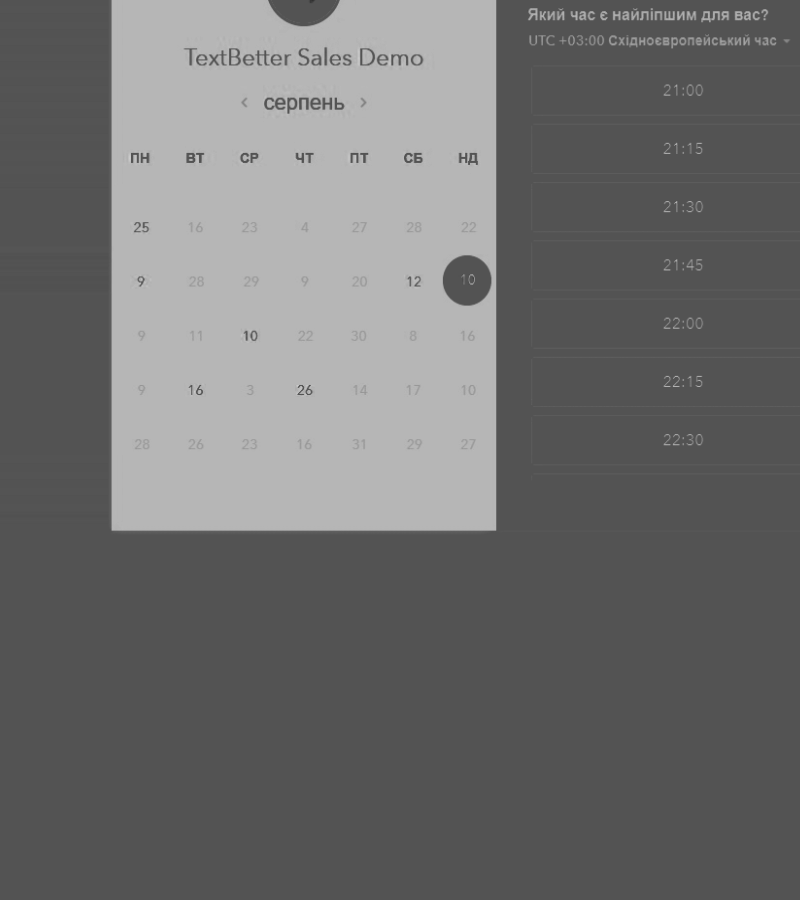 TextBetter Sales Demo
‹ серпень ›
ПН ВТ СР ЧТ ПТ СБ НД
25 16 23 4 27 28 22
9 28 29 9 20 12 10
9 11 10 22 30 8 16
9 16 3 26 14 17 10
28 26 23 16 31 29 27
Який час є найліпшим для вас?
UTC +03:00 Східноєвропейський час
21:00
21:15
21:30
21:45
22:00
22:15
22:30